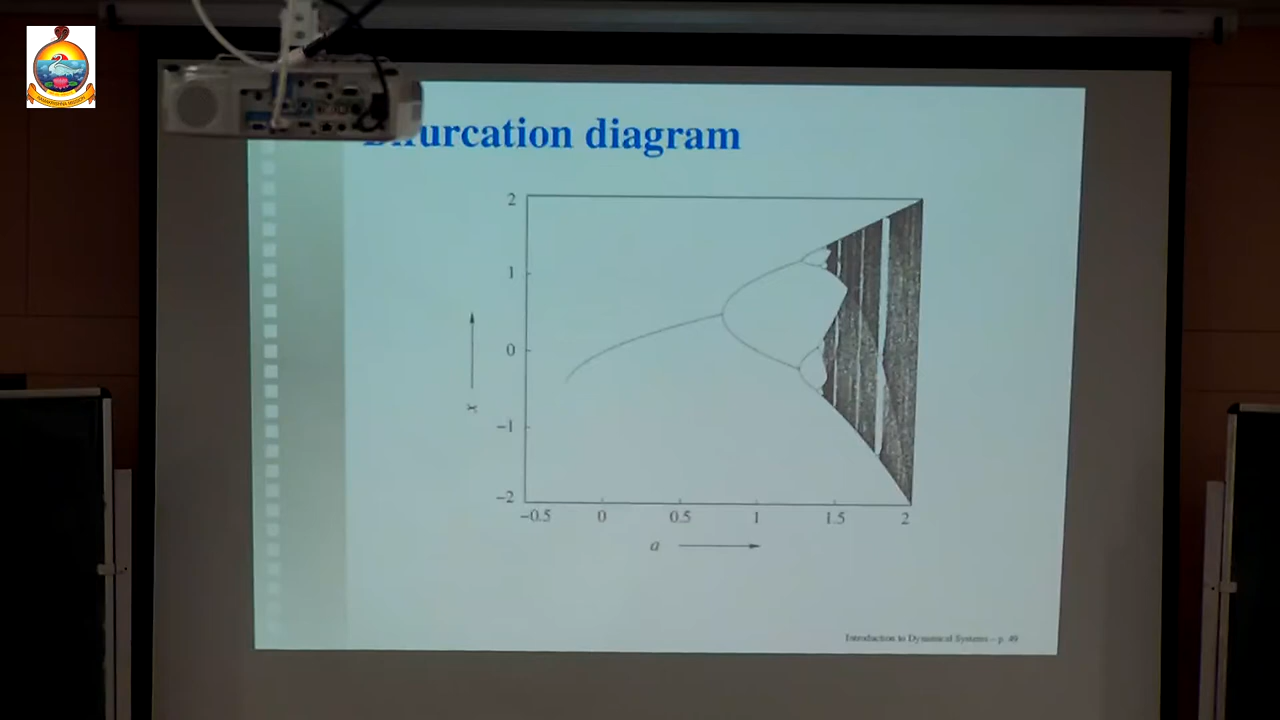 Bifurcation diagram
2
1
0
−1
−2
x
−0.5 0 0.5 1 1.5 2
a
Introduction to Dynamical Systems – p. 49